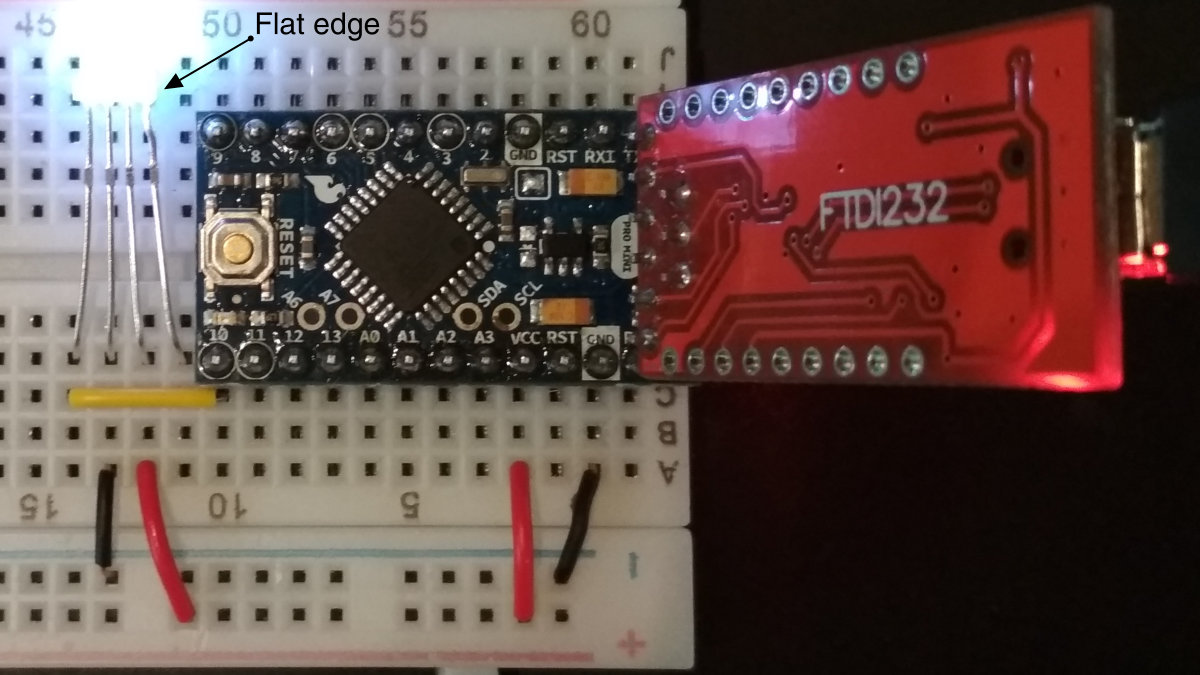 Flat edge
45 50 55 60
J
9 8 7 6 5 4 3 2 GND RST RXI
RESET
PRO MINI
FTDI232
A6 A7 SDA SCL
10 11 12 13 A0 A1 A2 A3 VCC RST GND
C
B
A
15 10 5
-
+